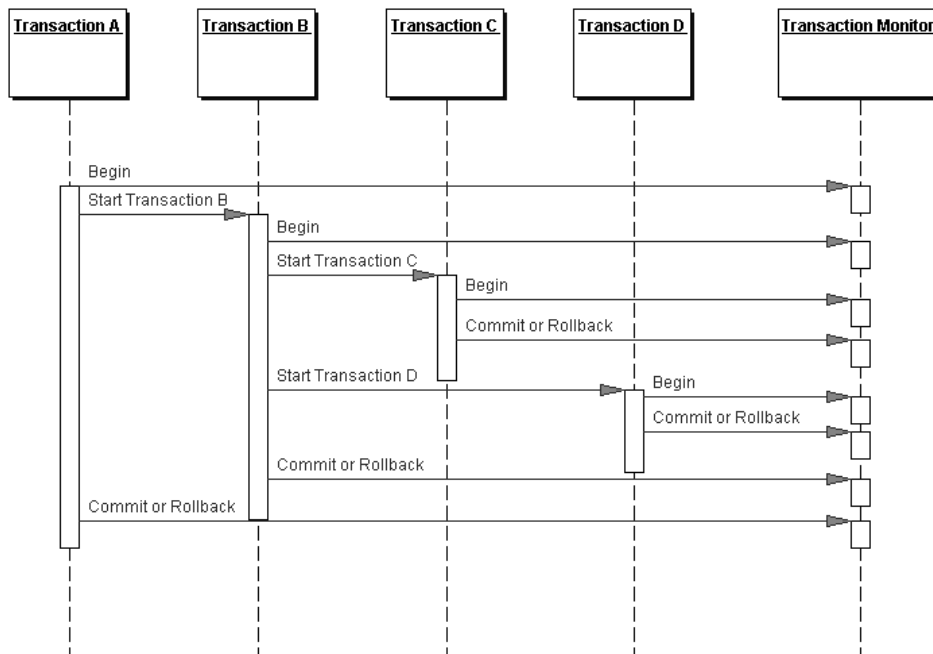 Transaction A
Transaction B
Transaction C
Transaction D
Transaction Monitor
Begin
Start Transaction B
Begin
Start Transaction C
Begin
Commit or Rollback
Start Transaction D
Begin
Commit or Rollback
Commit or Rollback
Commit or Rollback